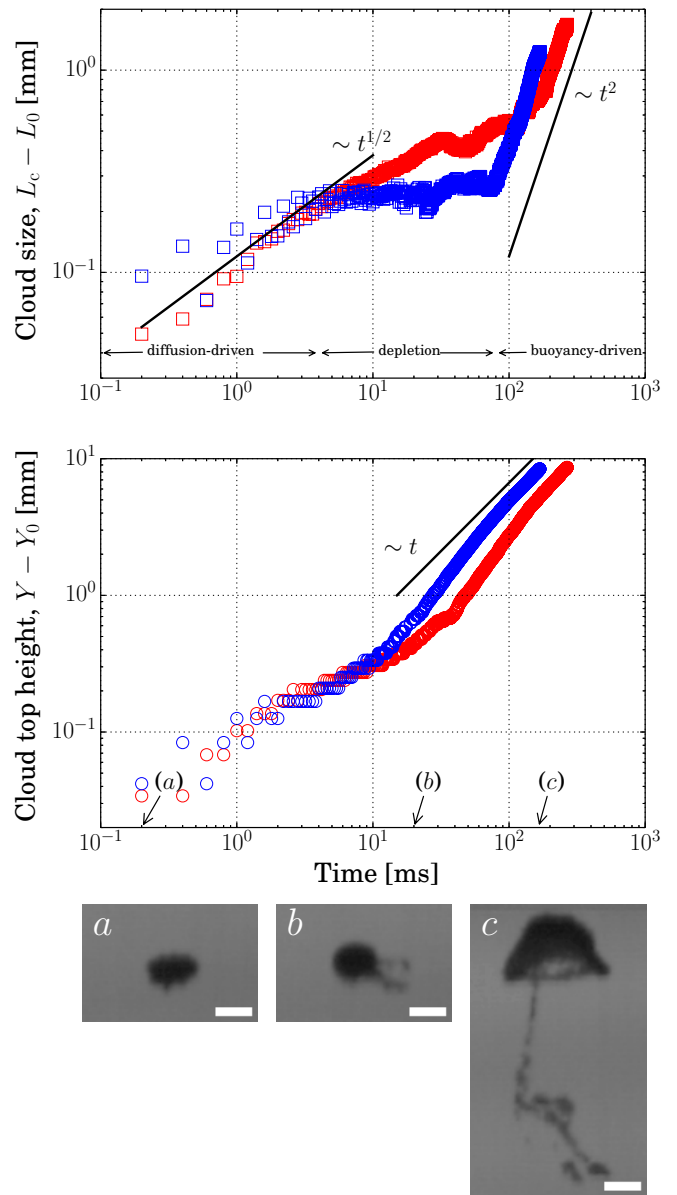 Cloud size, L_c − L_0 [mm]
10^0
10^{-1}
∼ t^{1/2}
∼ t^2
diffusion-driven
depletion
buoyancy-driven
10^{-1} 10^0 10^1 10^2 10^3
Cloud top height, Y − Y_0 [mm]
10^1
10^0
10^{-1}
∼ t
(a) (b) (c)
10^{-1} 10^0 10^1 10^2 10^3
Time [ms]
a b c